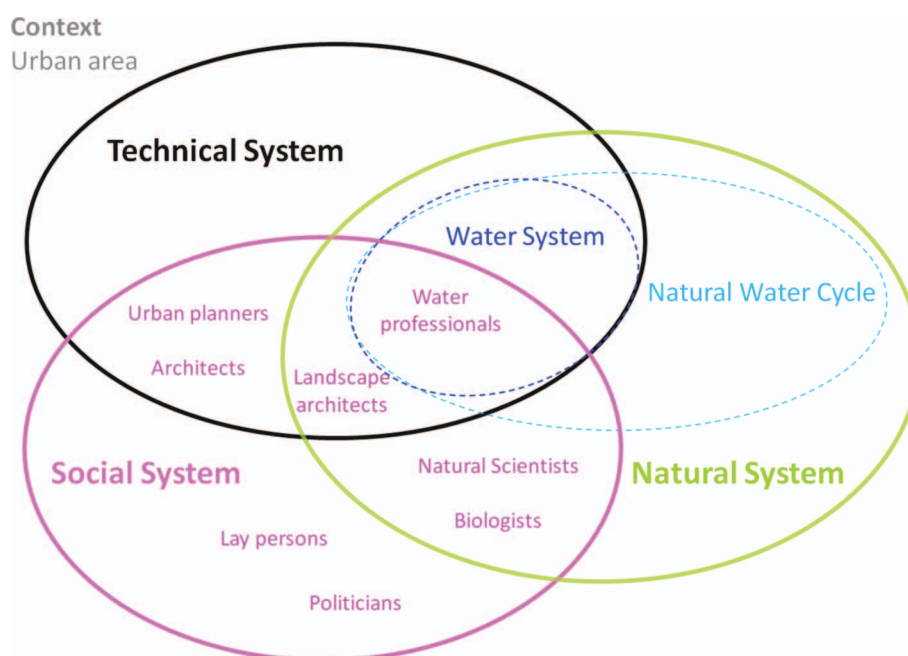 Context
Urban area
Technical System
Water System
Natural Water Cycle
Water
professionals
Urban planners
Architects
Landscape
architects
Social System
Natural Scientists
Natural System
Biologists
Lay persons
Politicians